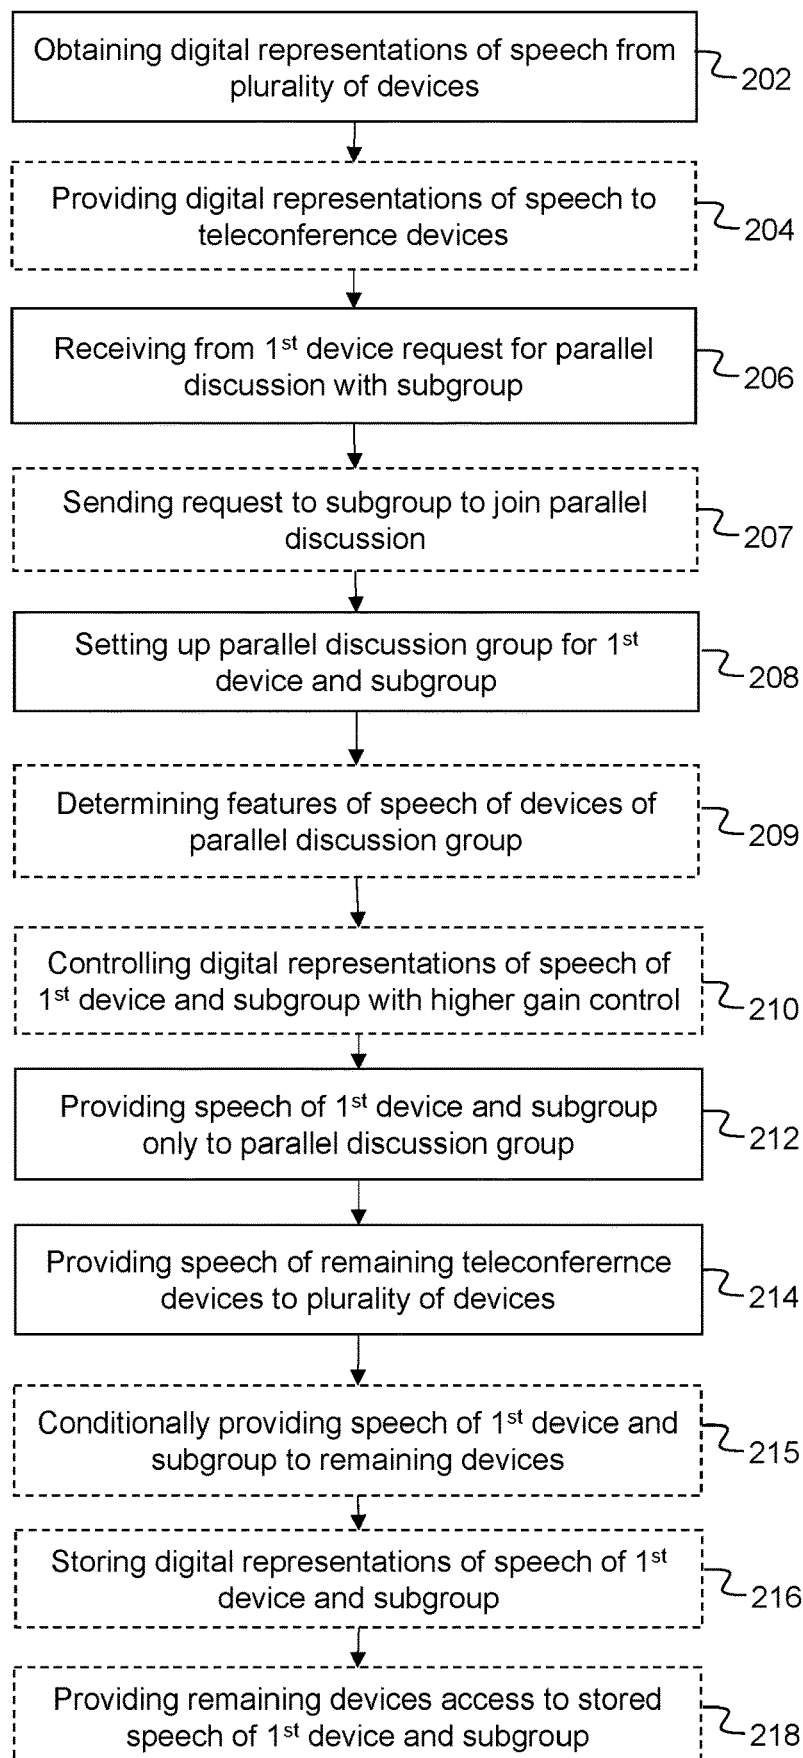 Obtaining digital representations of speech from
plurality of devices
202
Providing digital representations of speech to
teleconference devices
204
Receiving from 1st device request for parallel
discussion with subgroup
206
Sending request to subgroup to join parallel
discussion
207
Setting up parallel discussion group for 1st
device and subgroup
208
Determining features of speech of devices of
parallel discussion group
209
Controlling digital representations of speech of
1st device and subgroup with higher gain control
210
Providing speech of 1st device and subgroup
only to parallel discussion group
212
Providing speech of remaining teleconferernce
devices to plurality of devices
214
Conditionally providing speech of 1st device and
subgroup to remaining devices
215
Storing digital representations of speech of 1st
device and subgroup
216
Providing remaining devices access to stored
speech of 1st device and subgroup
218